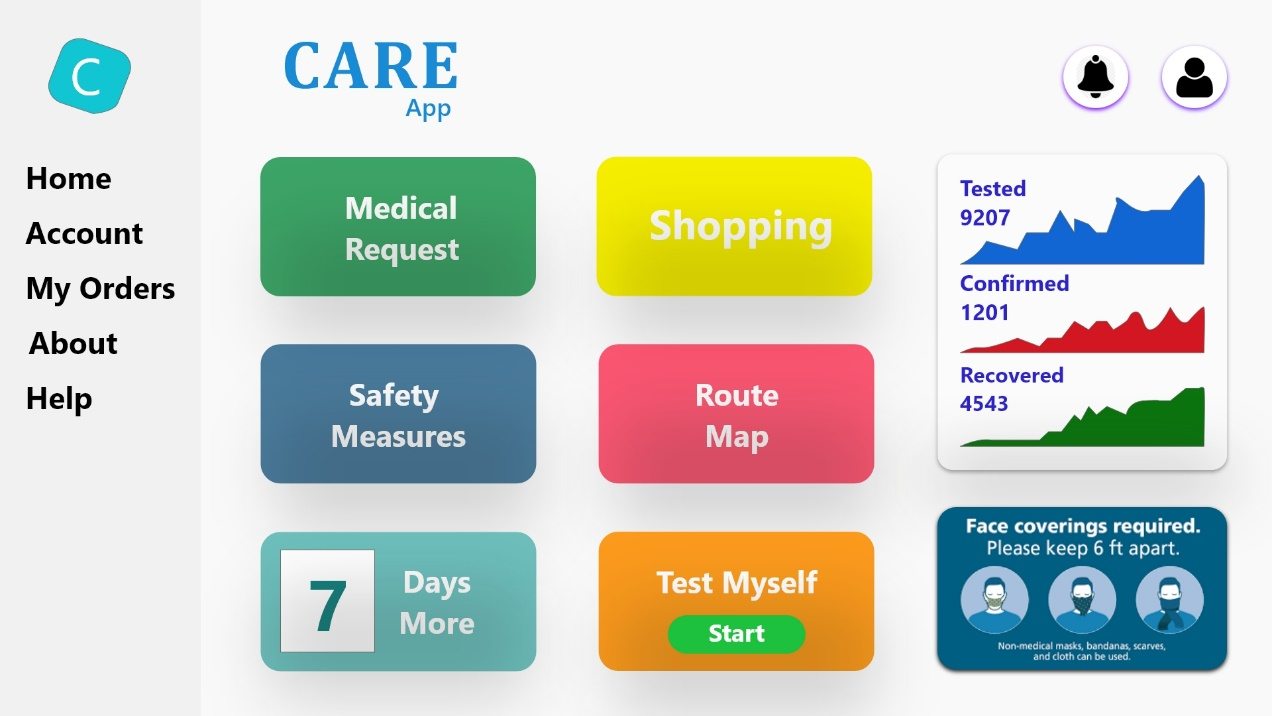 C
CARE
App
Home
Account
My Orders
About
Help
Medical
Request
Shopping
Safety
Measures
Route
Map
7
Days
More
Test Myself
Start
Tested
9207
Confirmed
1201
Recovered
4543
Face coverings required.
Please keep 6 ft apart.
Non-medical masks, bandanas, scarves,
and cloth can be used.